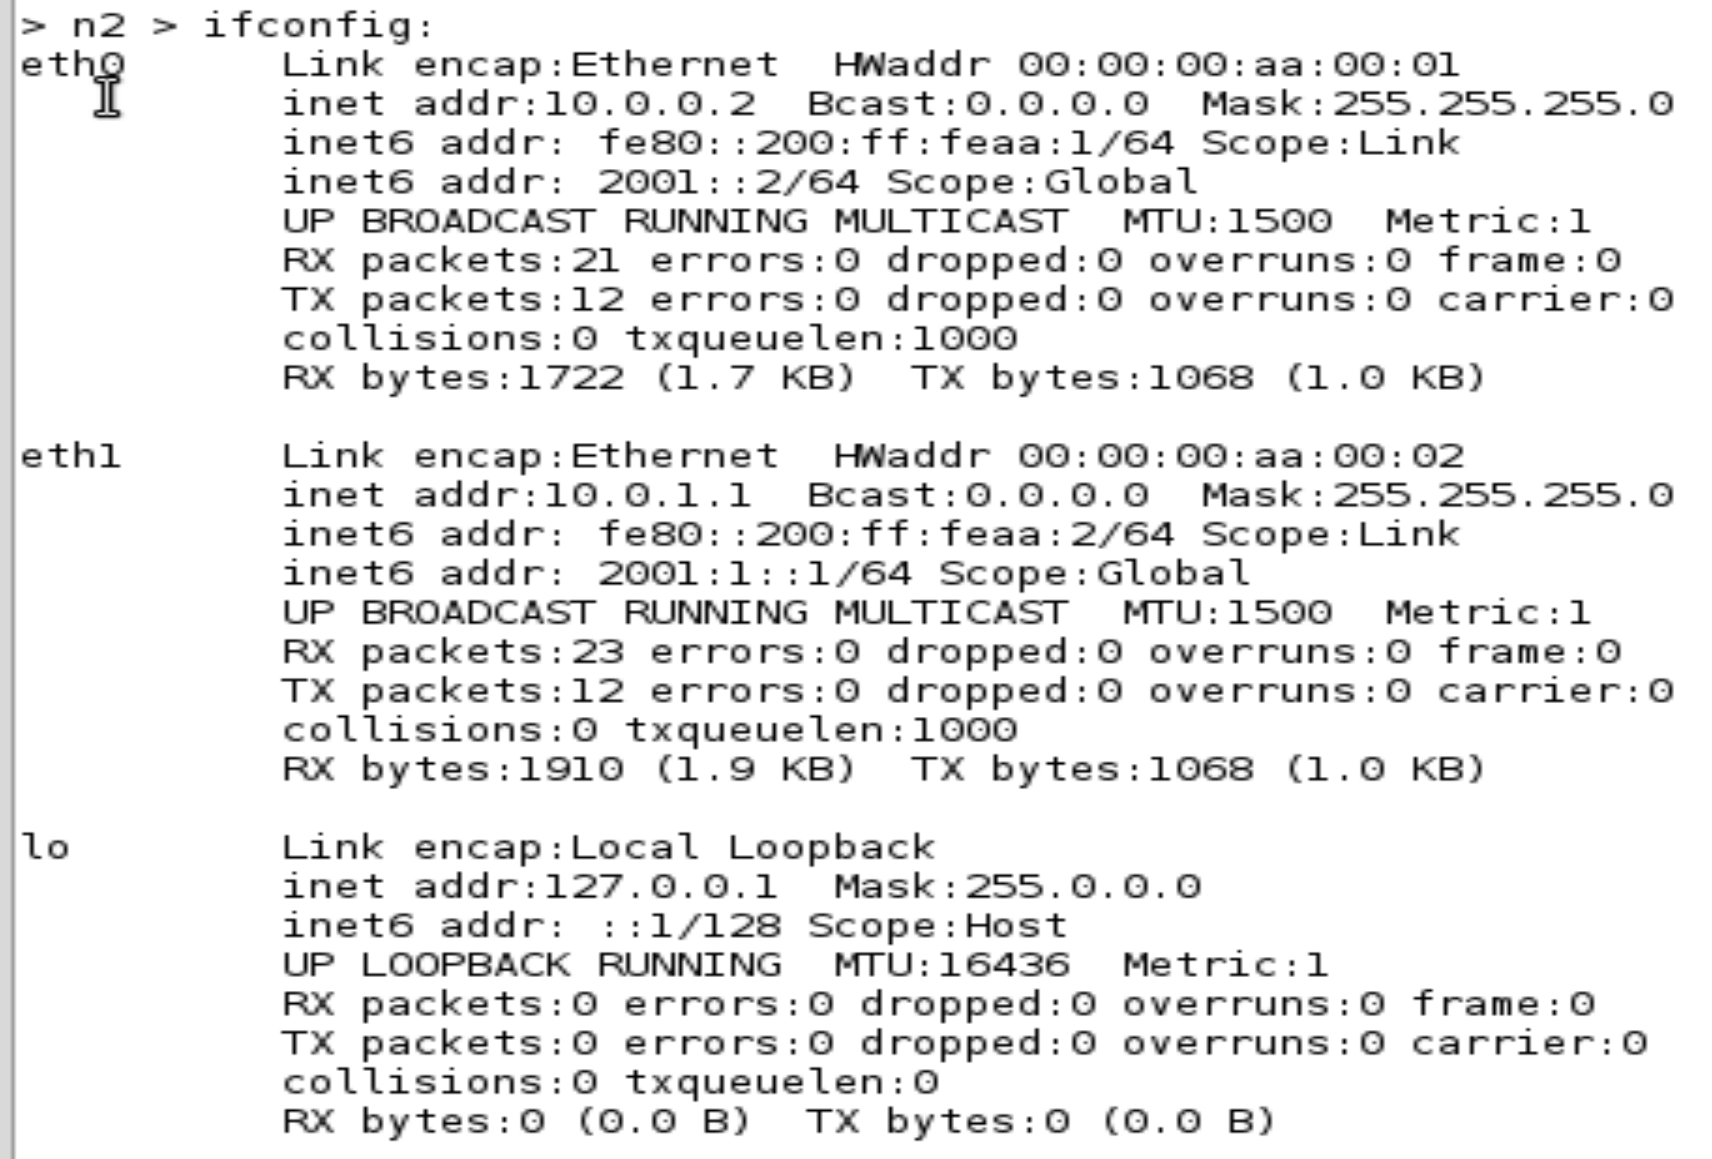 > n2 > ifconfig:
eth0      Link encap:Ethernet  HWaddr 00:00:00:aa:00:01
          inet addr:10.0.0.2  Bcast:0.0.0.0  Mask:255.255.255.0
          inet6 addr: fe80::200:ff:feaa:1/64 Scope:Link
          inet6 addr: 2001::2/64 Scope:Global
          UP BROADCAST RUNNING MULTICAST  MTU:1500  Metric:1
          RX packets:21 errors:0 dropped:0 overruns:0 frame:0
          TX packets:12 errors:0 dropped:0 overruns:0 carrier:0
          collisions:0 txqueuelen:1000
          RX bytes:1722 (1.7 KB)  TX bytes:1068 (1.0 KB)

eth1      Link encap:Ethernet  HWaddr 00:00:00:aa:00:02
          inet addr:10.0.1.1  Bcast:0.0.0.0  Mask:255.255.255.0
          inet6 addr: fe80::200:ff:feaa:2/64 Scope:Link
          inet6 addr: 2001:1::1/64 Scope:Global
          UP BROADCAST RUNNING MULTICAST  MTU:1500  Metric:1
          RX packets:23 errors:0 dropped:0 overruns:0 frame:0
          TX packets:12 errors:0 dropped:0 overruns:0 carrier:0
          collisions:0 txqueuelen:1000
          RX bytes:1910 (1.9 KB)  TX bytes:1068 (1.0 KB)

lo        Link encap:Local Loopback
          inet addr:127.0.0.1  Mask:255.0.0.0
          inet6 addr: ::1/128 Scope:Host
          UP LOOPBACK RUNNING  MTU:16436  Metric:1
          RX packets:0 errors:0 dropped:0 overruns:0 frame:0
          TX packets:0 errors:0 dropped:0 overruns:0 carrier:0
          collisions:0 txqueuelen:0
          RX bytes:0 (0.0 B)  TX bytes:0 (0.0 B)